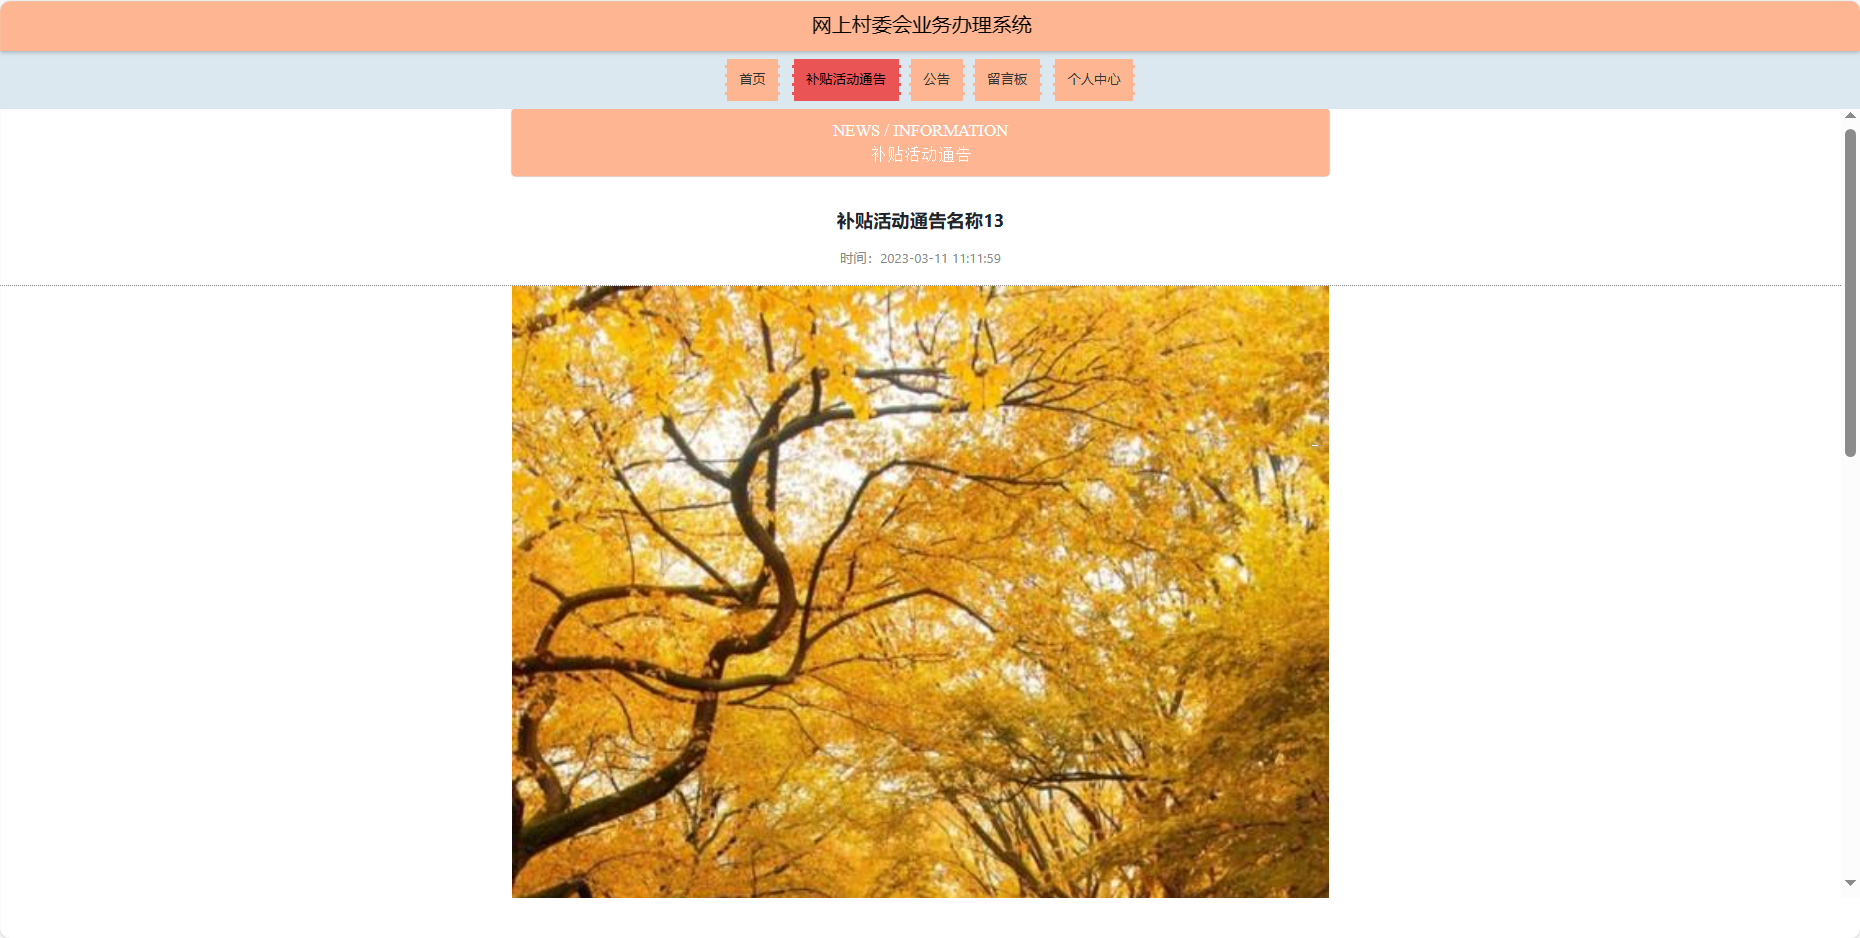 网上村委会业务办理系统
首页 补贴活动通告 公告 留言板 个人中心
NEWS / INFORMATION
补贴活动通告
补贴活动通告名称13
时间：2023-03-11 11:11:59